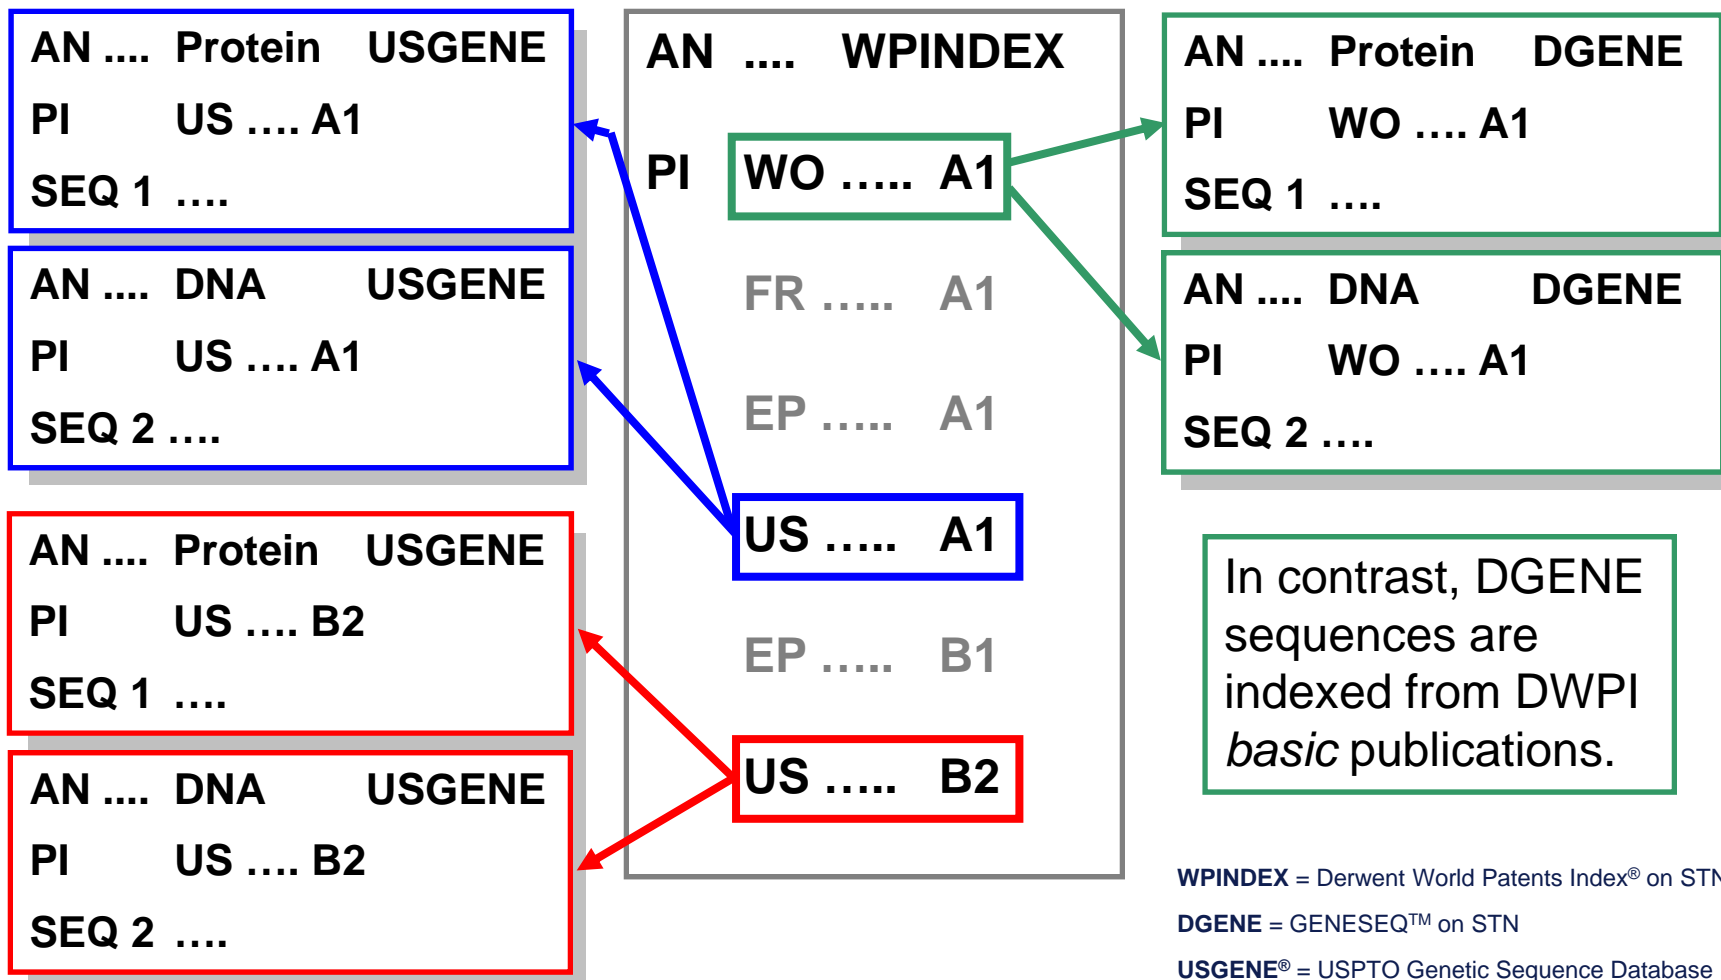 AN .... Protein USGENE
PI US …. A1
SEQ 1 ….
AN .... DNA USGENE
PI US …. A1
SEQ 2 ….
AN .... Protein USGENE
PI US …. B2
SEQ 1 ….
AN .... DNA USGENE
PI US …. B2
SEQ 2 ….
AN .... WPINDEX
PI WO ….. A1
FR ….. A1
EP ….. A1
US ….. A1
EP ….. B1
US ….. B2
AN .... Protein DGENE
PI WO …. A1
SEQ 1 ….
AN .... DNA DGENE
PI WO …. A1
SEQ 2 ….
In contrast, DGENE
sequences are
indexed from DWPI
basic publications.
WPINDEX = Derwent World Patents Index® on STN
DGENE = GENESEQTM on STN
USGENE® = USPTO Genetic Sequence Database